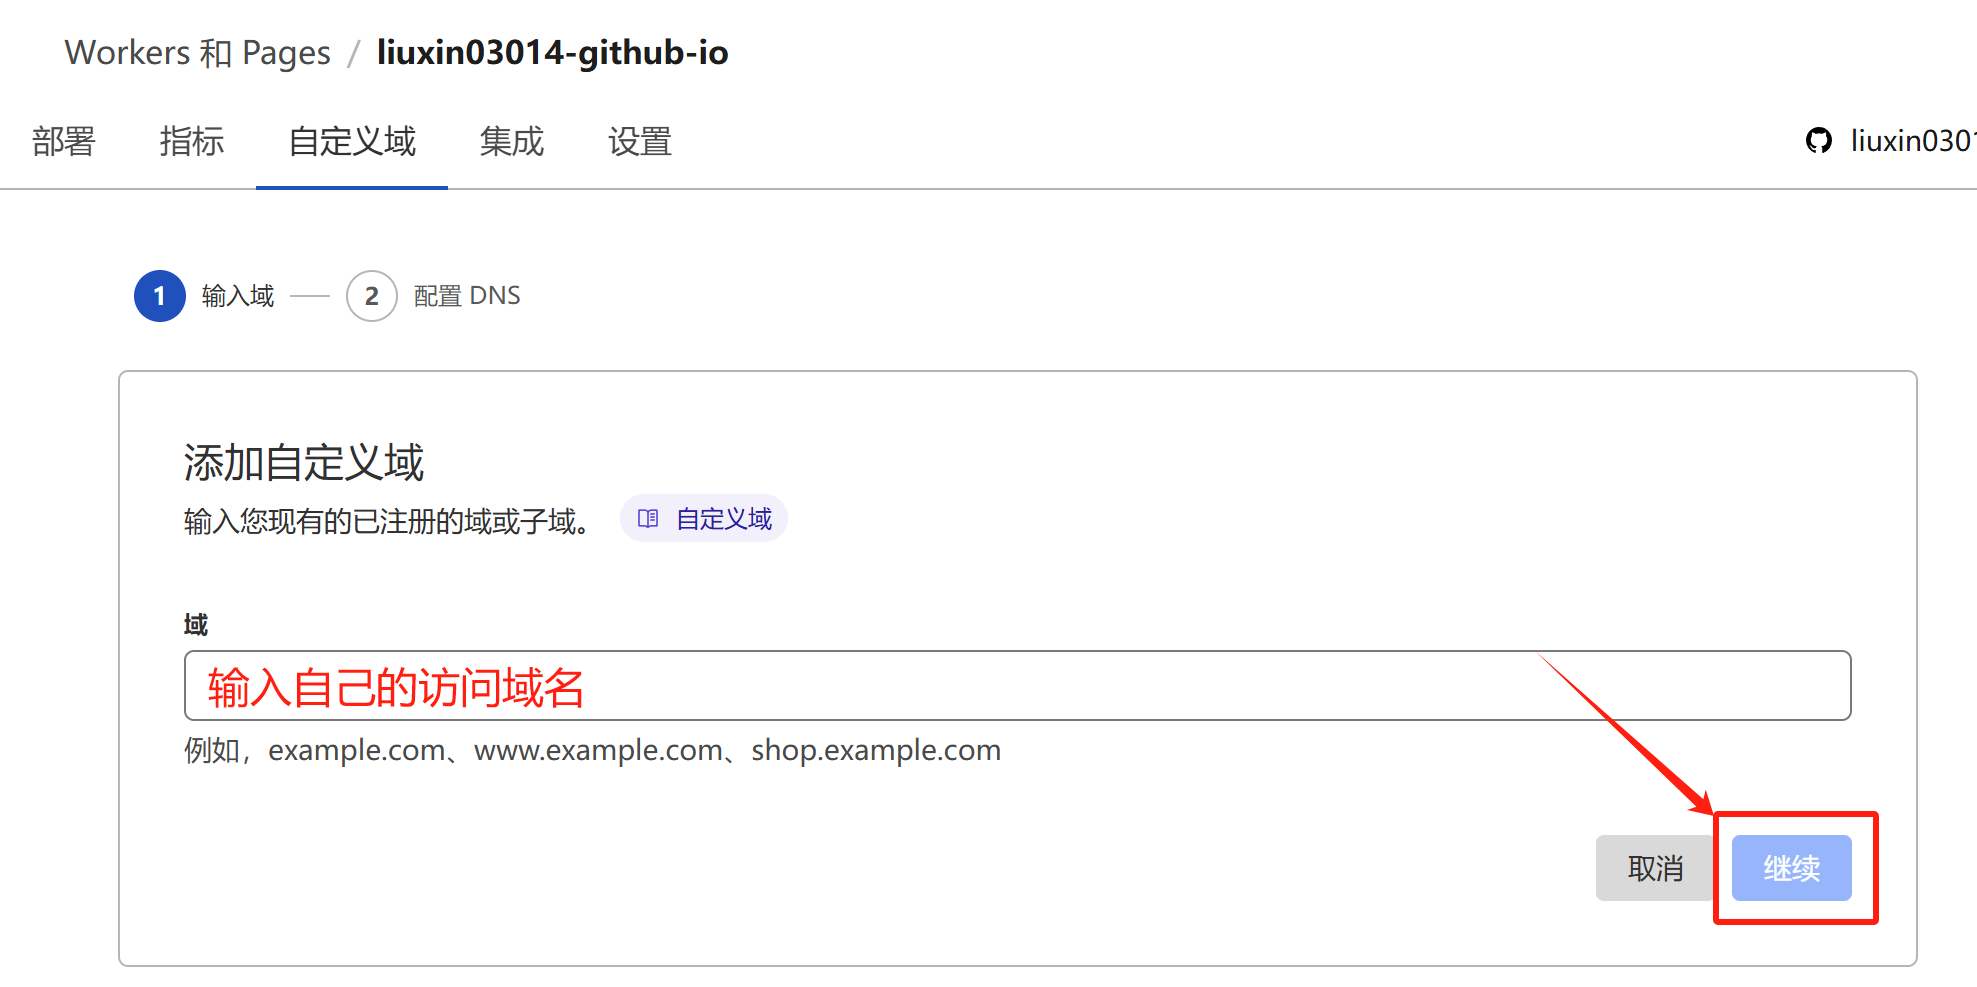 Workers 和 Pages / liuxin03014-github-io
部署 指标 自定义域 集成 设置 liuxin0301
1 输入域 2 配置 DNS
添加自定义域
输入您现有的已注册的域或子域。 自定义域
域
输入自己的访问域名
例如，example.com、www.example.com、shop.example.com
取消 继续